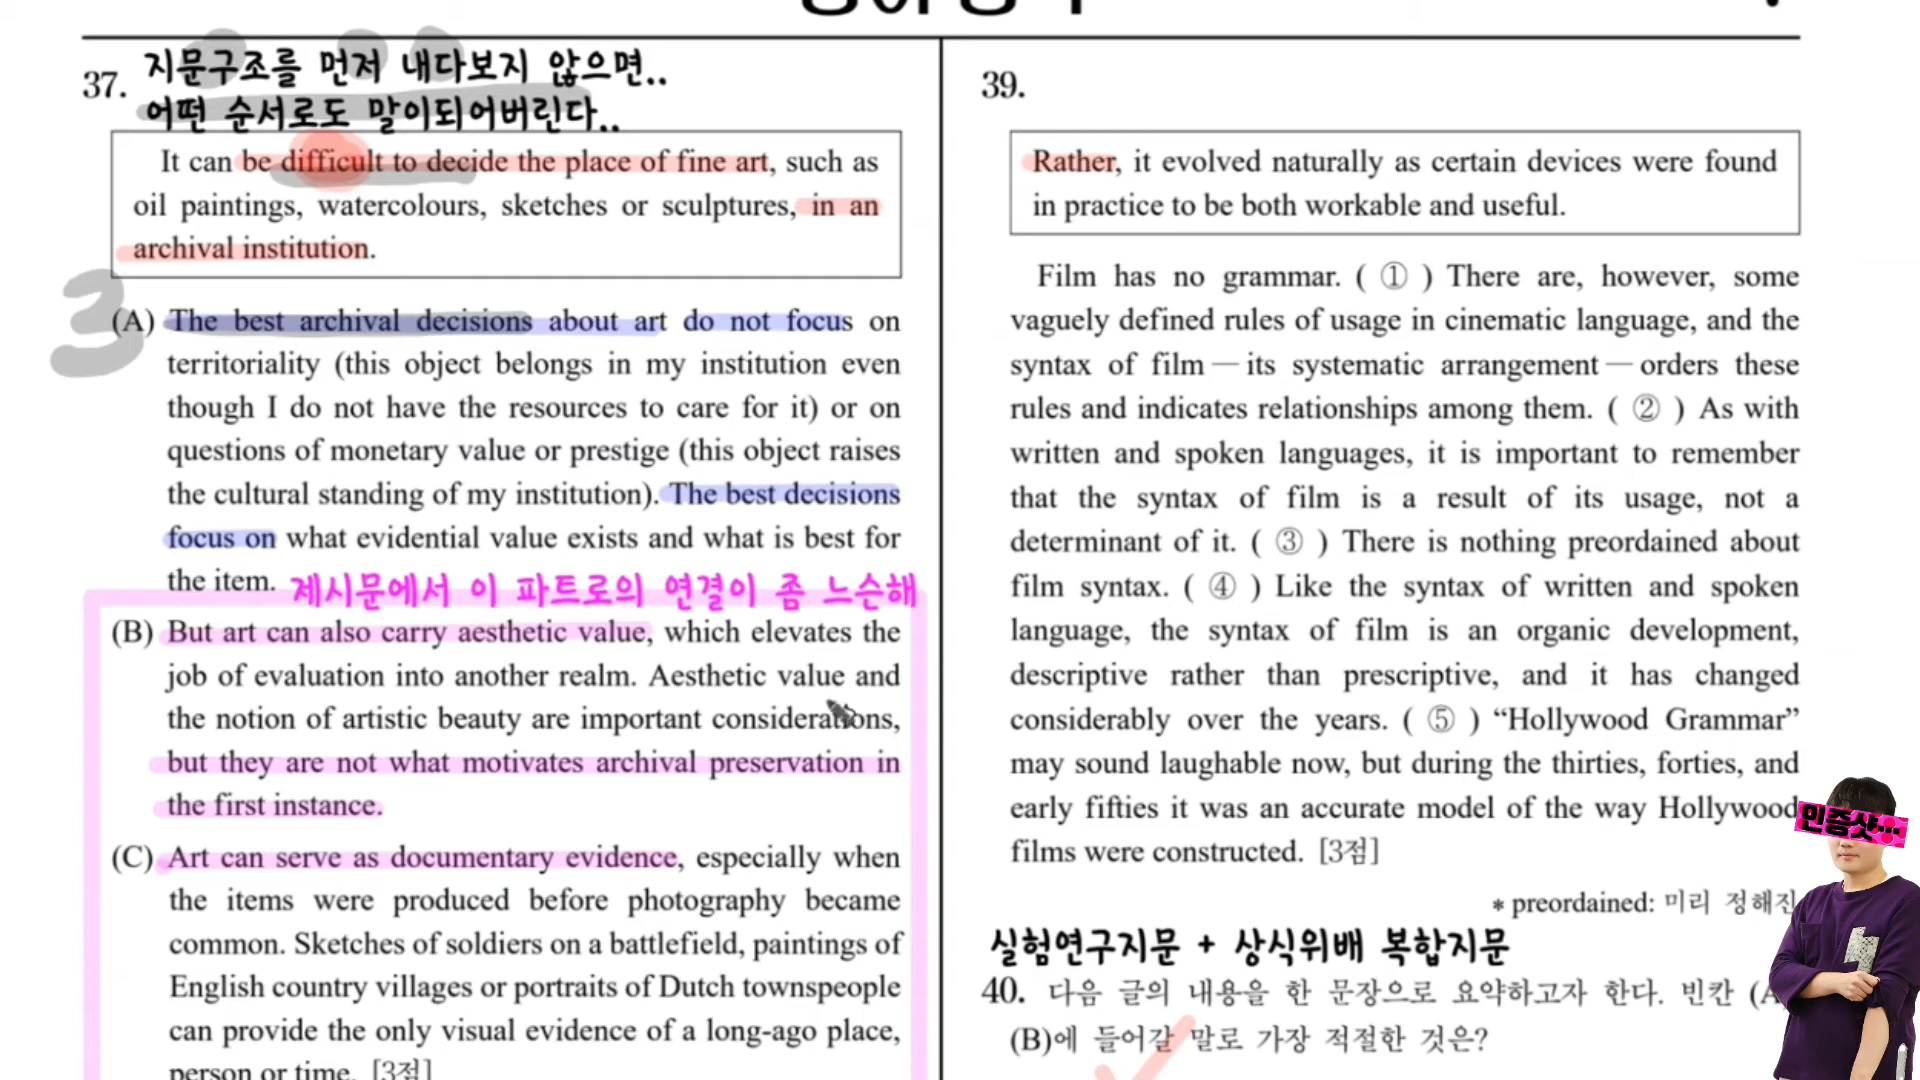 37. 지문구조를 먼저 내다보지 않으면..
어떤 순서로도 말이되어버린다..
It can be difficult to decide the place of fine art, such as
oil paintings, watercolours, sketches or sculptures, in an
archival institution.
3
(A) The best archival decisions about art do not focus on
territoriality (this object belongs in my institution even
though I do not have the resources to care for it) or on
questions of monetary value or prestige (this object raises
the cultural standing of my institution). The best decisions
focus on what evidential value exists and what is best for
the item. 제시문에서 이 파트로의 연결이 좀 느슨해
(B) But art can also carry aesthetic value, which elevates the
job of evaluation into another realm. Aesthetic value and
the notion of artistic beauty are important considerations,
but they are not what motivates archival preservation in
the first instance.
(C) Art can serve as documentary evidence, especially when
the items were produced before photography became
common. Sketches of soldiers on a battlefield, paintings of
English country villages or portraits of Dutch townspeople
can provide the only visual evidence of a long-ago place,
person or time. [3점]
39.
Rather, it evolved naturally as certain devices were found
in practice to be both workable and useful.
Film has no grammar. ( ① ) There are, however, some
vaguely defined rules of usage in cinematic language, and the
syntax of film — its systematic arrangement — orders these
rules and indicates relationships among them. ( ② ) As with
written and spoken languages, it is important to remember
that the syntax of film is a result of its usage, not a
determinant of it. ( ③ ) There is nothing preordained about
film syntax. ( ④ ) Like the syntax of written and spoken
language, the syntax of film is an organic development,
descriptive rather than prescriptive, and it has changed
considerably over the years. ( ⑤ ) “Hollywood Grammar”
may sound laughable now, but during the thirties, forties, and
early fifties it was an accurate model of the way Hollywood
films were constructed. [3점]
* preordained: 미리 정해진
실험연구지문 + 상식위배 복합지문
40. 다음 글의 내용을 한 문장으로 요약하고자 한다. 빈칸 (A
(B)에 들어갈 말로 가장 적절한 것은?
인증샷...